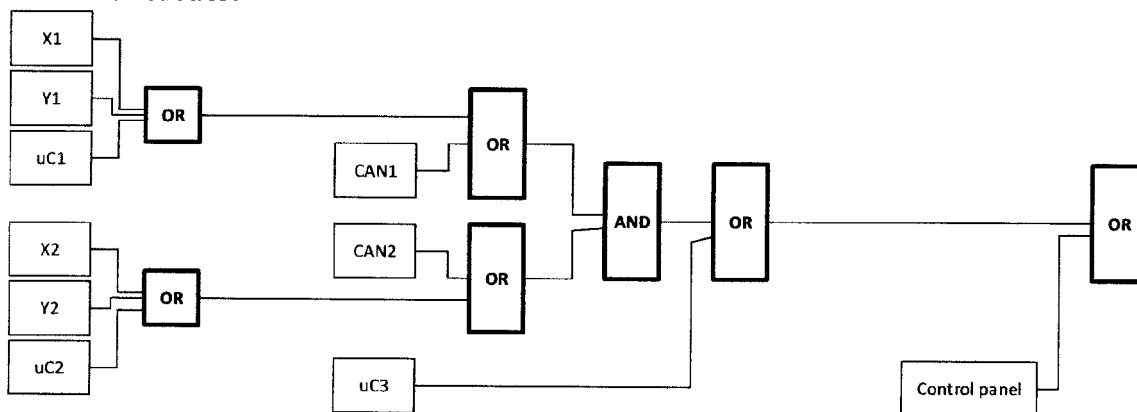 X1
Y1
uC1
OR
CAN1
OR
X2
Y2
uC2
OR
CAN2
OR
AND
OR
uC3
OR
Control panel